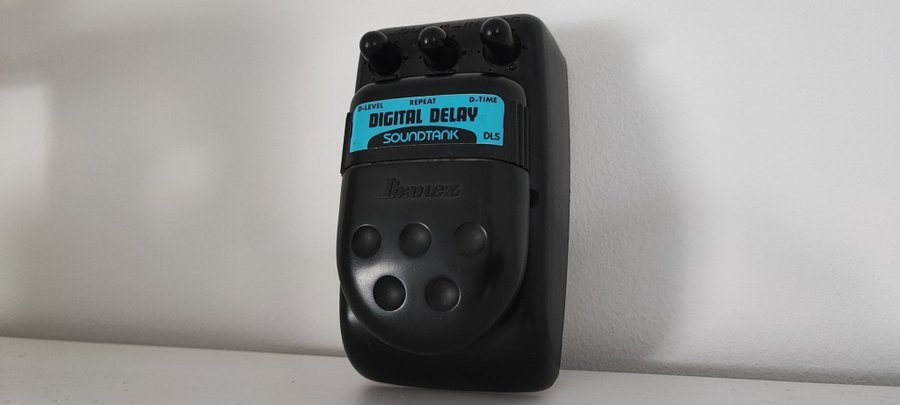 D-LEVEL REPEAT D-TIME
DIGITAL DELAY
SOUNDTANK DL5
Ibanez